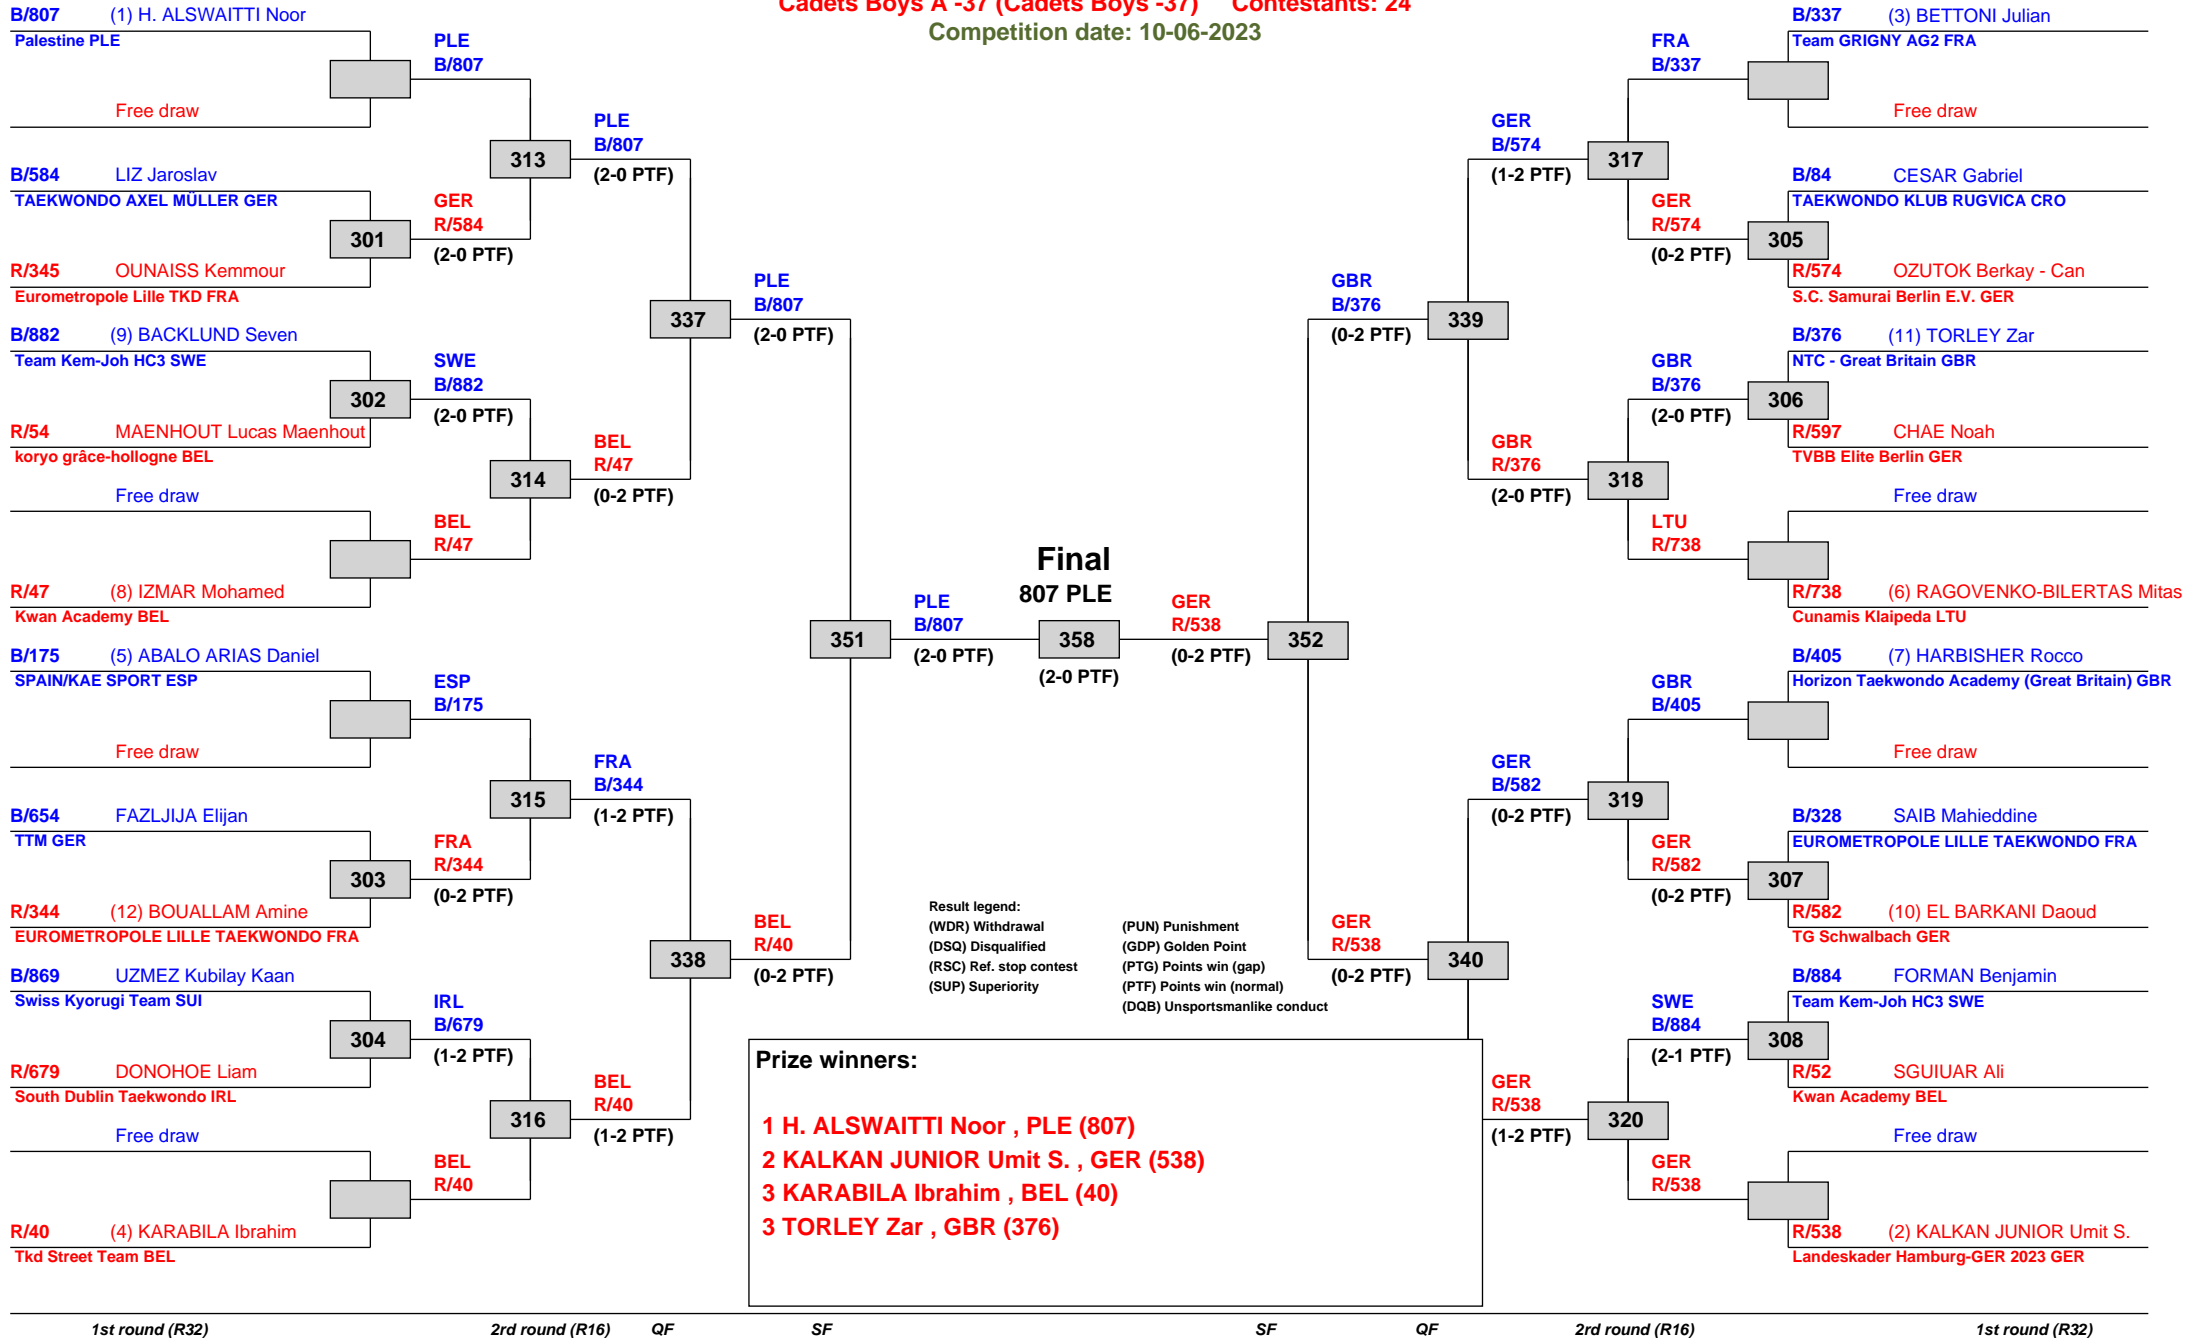 Cadets Boys A -37 (Cadets Boys -37) Contestants: 24
Competition date: 10-06-2023
B/807 (1) H. ALSWAITTI Noor
Palestine PLE
Free draw
B/584 LIZ Jaroslav
TAEKWONDO AXEL MÜLLER GER
301
R/345 OUNAISS Kemmour
Eurometropole Lille TKD FRA
B/882 (9) BACKLUND Seven
Team Kem-Joh HC3 SWE
302
R/54 MAENHOUT Lucas Maenhout
koryo grâce-hollogne BEL
Free draw
R/47 (8) IZMAR Mohamed
Kwan Academy BEL
B/175 (5) ABALO ARIAS Daniel
SPAIN/KAE SPORT ESP
Free draw
B/654 FAZLJIJA Elijan
TTM GER
303
R/344 (12) BOUALLAM Amine
EUROMETROPOLE LILLE TAEKWONDO FRA
B/869 UZMEZ Kubilay Kaan
Swiss Kyorugi Team SUI
304
R/679 DONOHOE Liam
South Dublin Taekwondo IRL
Free draw
R/40 (4) KARABILA Ibrahim
Tkd Street Team BEL
PLE
B/807
313
GER
R/584
(2-0 PTF)
SWE
B/882
(2-0 PTF)
314
BEL
R/47
ESP
B/175
315
FRA
R/344
(0-2 PTF)
IRL
B/679
(1-2 PTF)
316
BEL
R/40
PLE
B/807
(2-0 PTF)
337
BEL
R/47
(0-2 PTF)
FRA
B/344
(1-2 PTF)
338
BEL
R/40
(1-2 PTF)
PLE
B/807
(2-0 PTF)
351
BEL
R/40
(0-2 PTF)
PLE
B/807
(2-0 PTF)
Final
807 PLE
358
(2-0 PTF)
GER
R/538
(0-2 PTF)
352
GBR
B/376
(0-2 PTF)
339
GER
R/538
(0-2 PTF)
340
GER
B/574
(1-2 PTF)
317
GBR
R/376
(2-0 PTF)
318
GER
B/582
(0-2 PTF)
319
GER
R/538
(1-2 PTF)
320
FRA
B/337
GER
R/574
(0-2 PTF)
GBR
B/376
(2-0 PTF)
LTU
R/738
GBR
B/405
GER
R/582
(0-2 PTF)
SWE
B/884
(2-1 PTF)
GER
R/538
B/337 (3) BETTONI Julian
Team GRIGNY AG2 FRA
Free draw
B/84 CESAR Gabriel
TAEKWONDO KLUB RUGVICA CRO
305
R/574 OZUTOK Berkay - Can
S.C. Samurai Berlin E.V. GER
B/376 (11) TORLEY Zar
NTC - Great Britain GBR
306
R/597 CHAE Noah
TVBB Elite Berlin GER
Free draw
R/738 (6) RAGOVENKO-BILERTAS Mitas
Cunamis Klaipeda LTU
B/405 (7) HARBISHER Rocco
Horizon Taekwondo Academy (Great Britain) GBR
Free draw
B/328 SAIB Mahieddine
EUROMETROPOLE LILLE TAEKWONDO FRA
307
R/582 (10) EL BARKANI Daoud
TG Schwalbach GER
B/884 FORMAN Benjamin
Team Kem-Joh HC3 SWE
308
R/52 SGUIUAR Ali
Kwan Academy BEL
Free draw
R/538 (2) KALKAN JUNIOR Umit S.
Landeskader Hamburg-GER 2023 GER
Result legend:
(WDR) Withdrawal (PUN) Punishment
(DSQ) Disqualified (GDP) Golden Point
(RSC) Ref. stop contest (PTG) Points win (gap)
(SUP) Superiority (PTF) Points win (normal)
(DQB) Unsportsmanlike conduct
Prize winners:
1 H. ALSWAITTI Noor , PLE (807)
2 KALKAN JUNIOR Umit S. , GER (538)
3 KARABILA Ibrahim , BEL (40)
3 TORLEY Zar , GBR (376)
1st round (R32) 2rd round (R16) QF SF SF QF 2rd round (R16) 1st round (R32)